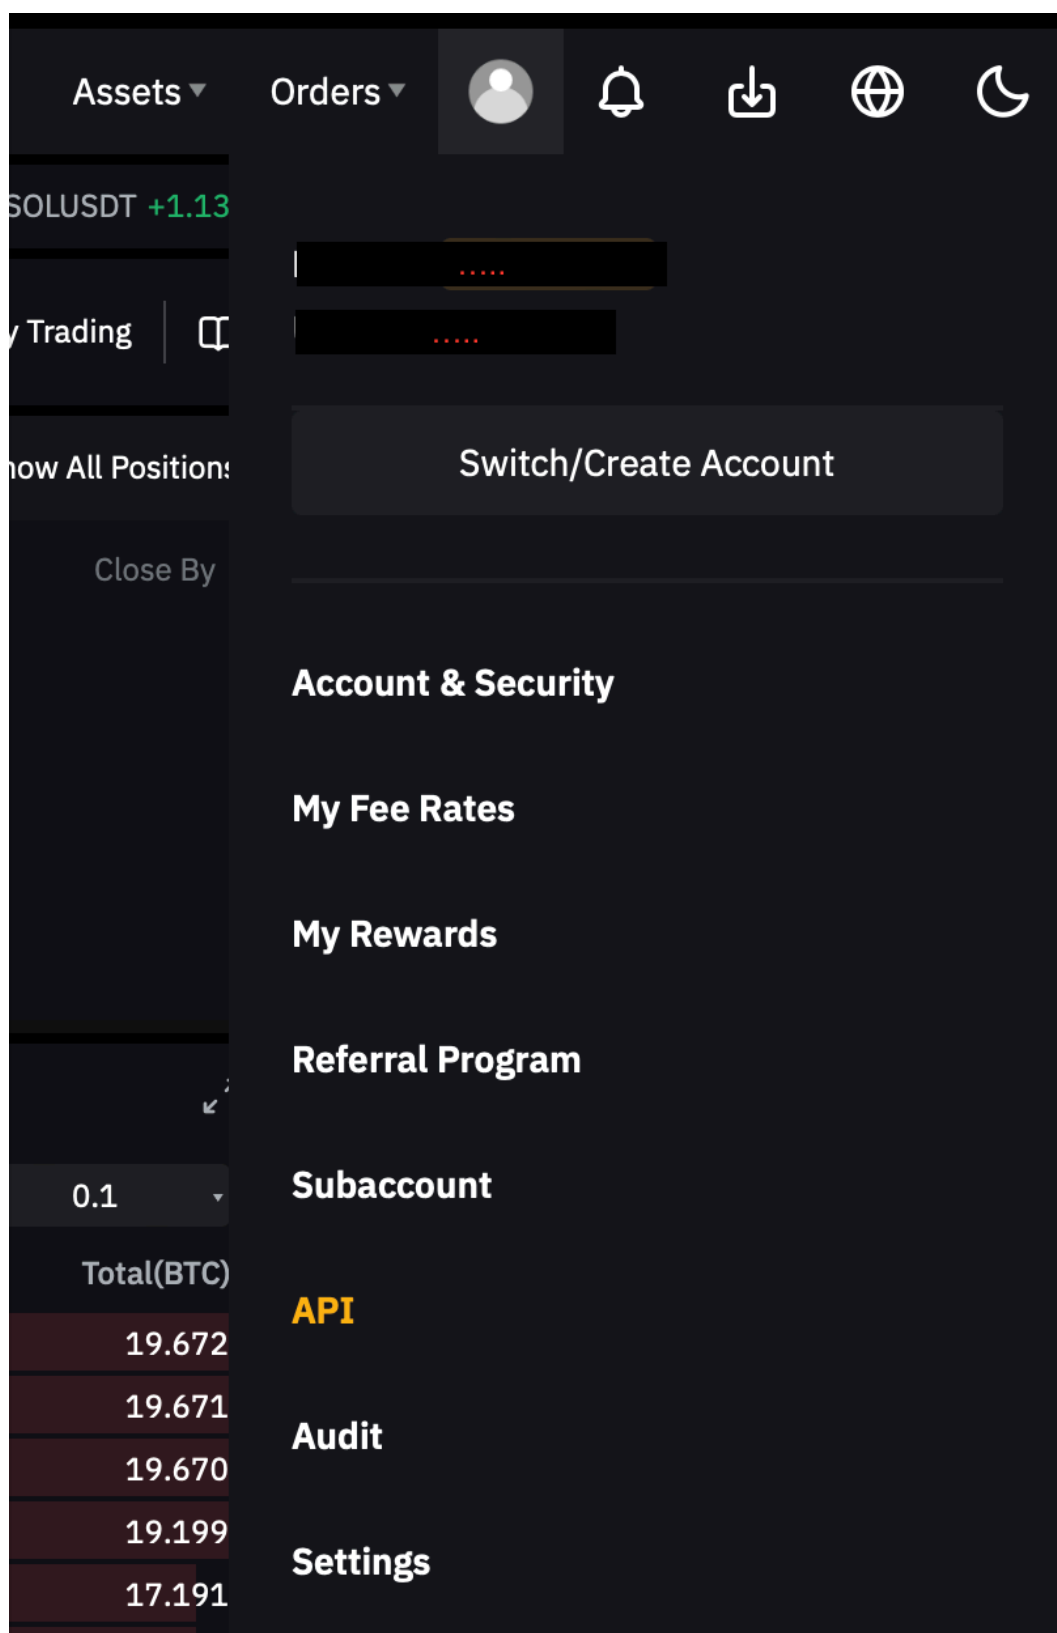 Assets Orders
SOLUSDT +1.13
.....
Trading
.....
Switch/Create Account
All Positions
Close By
Account & Security
My Fee Rates
My Rewards
Referral Program
Subaccount
0.1
Total(BTC)
API
19.672
19.671
Audit
19.670
19.199
Settings
17.191